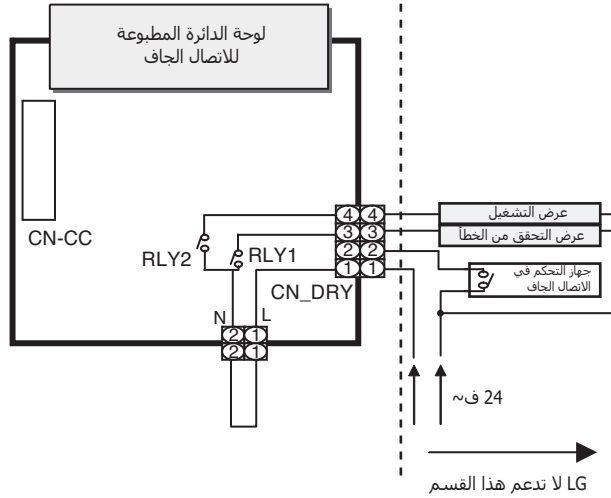 لوحة الدائرة المطبوعة
للاتصال الجاف
CN-CC
RLY2
RLY1
4 4
3 3
2 2
1 1
CN_DRY
N L
2 1
2 1
عرض التشغيل
عرض التحقق من الخطأ
جهاز التحكم في
الاتصال الجاف
24 ف~
LG لا تدعم هذا القسم